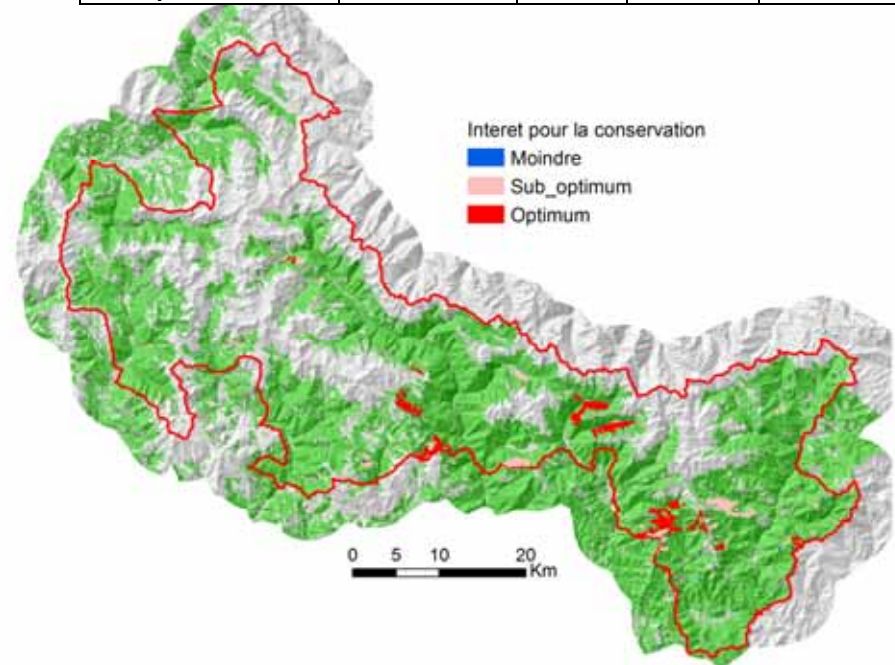 Interet pour la conservation
Moindre
Sub_optimum
Optimum
0 5 10 20
Km